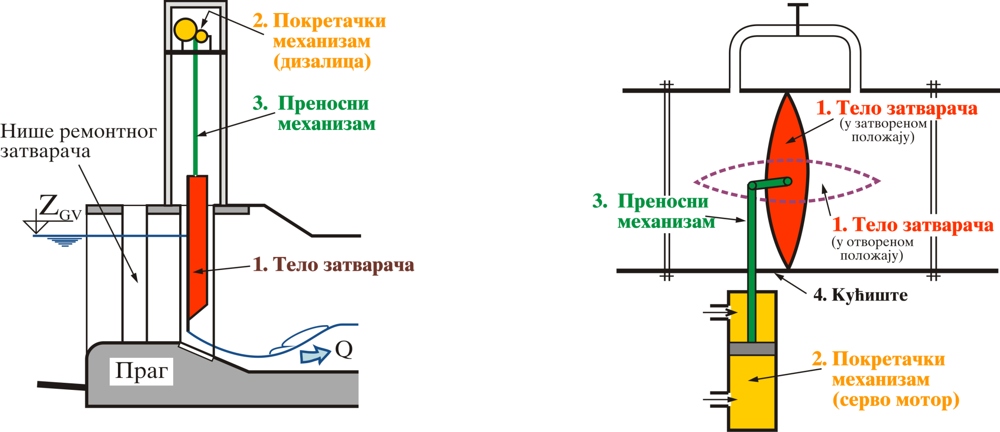 2. Покретачки
механизам
(дизалица)
3. Преносни
механизам
Нише ремонтног
затварача
ZGV
1. Тело затварача
Q
Праг
1. Тело затварача
(у затвореном
положају)
3. Преносни
механизам
1. Тело затварача
(у отвореном
положају)
4. Кућиште
2. Покретачки
механизам
(серво мотор)